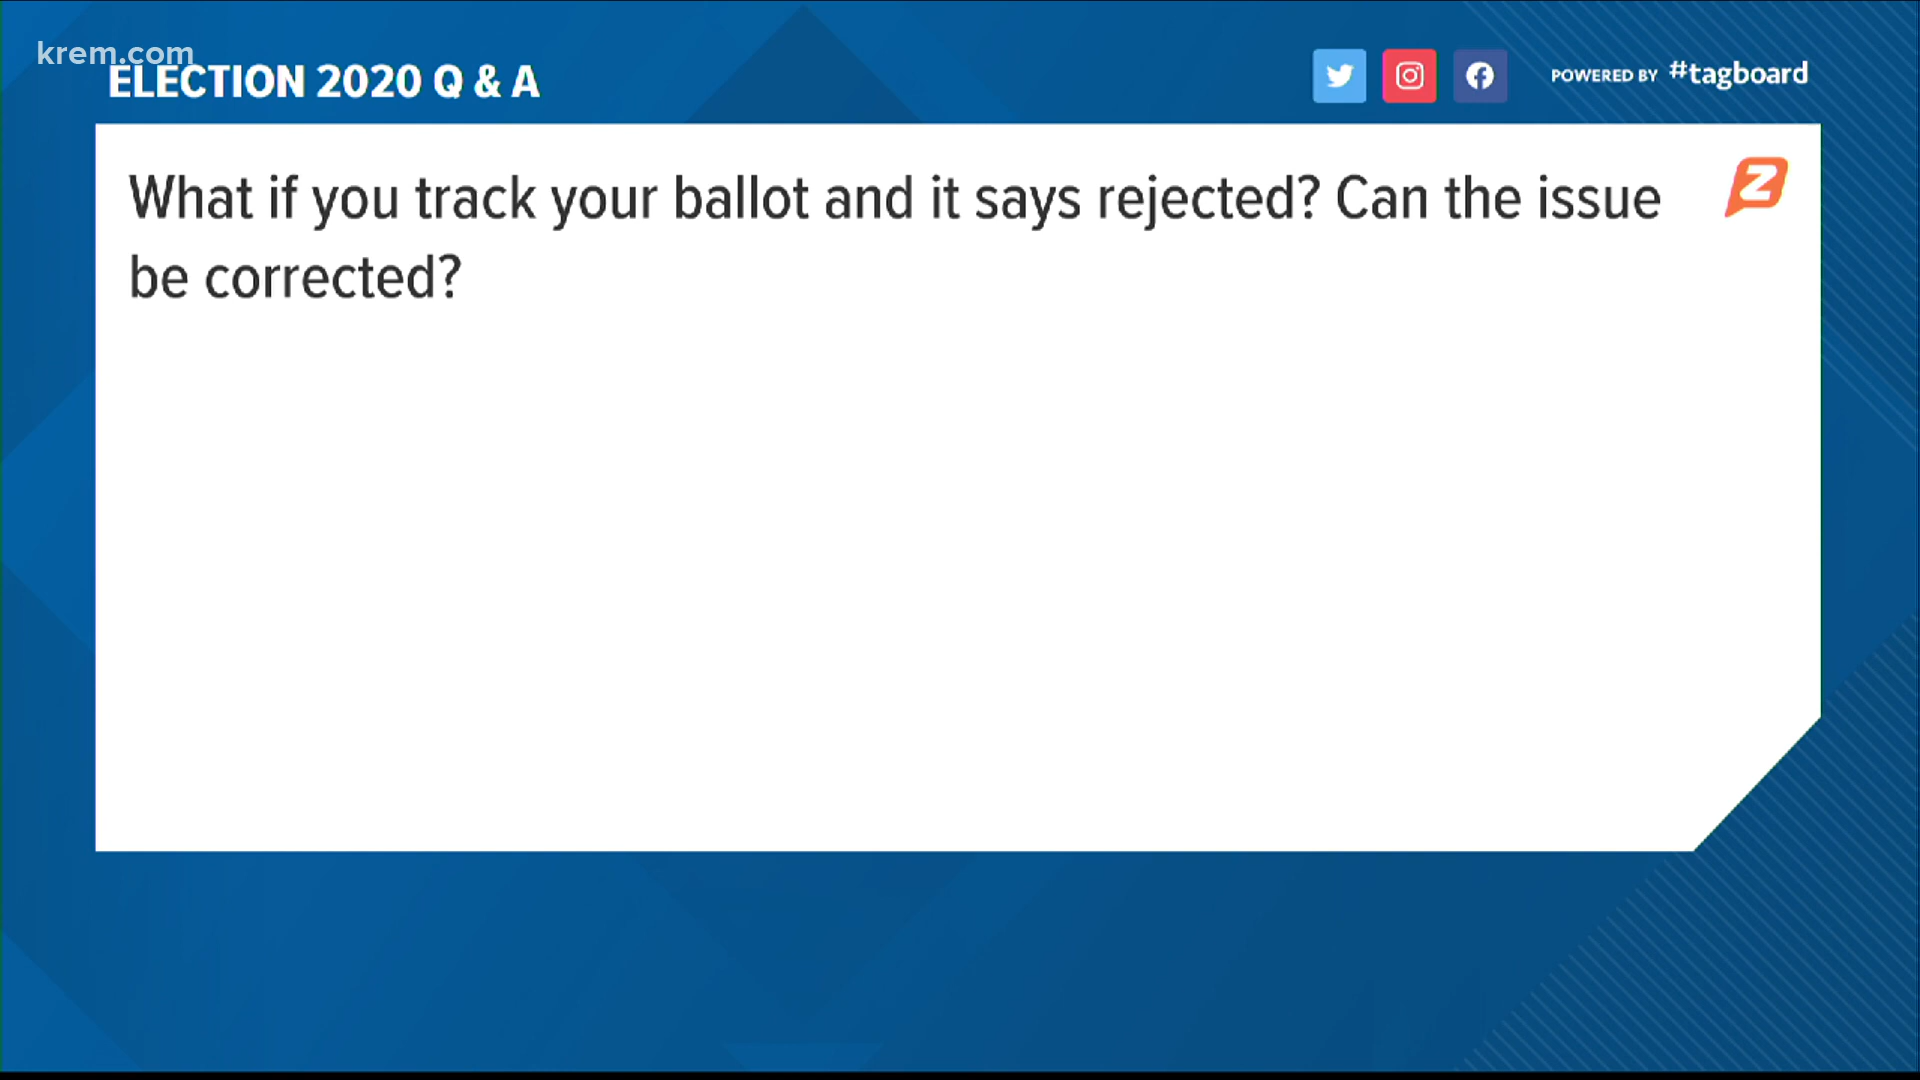 krem.com
ELECTION 2020 Q & A
POWERED BY #tagboard
What if you track your ballot and it says rejected? Can the issue
be corrected?